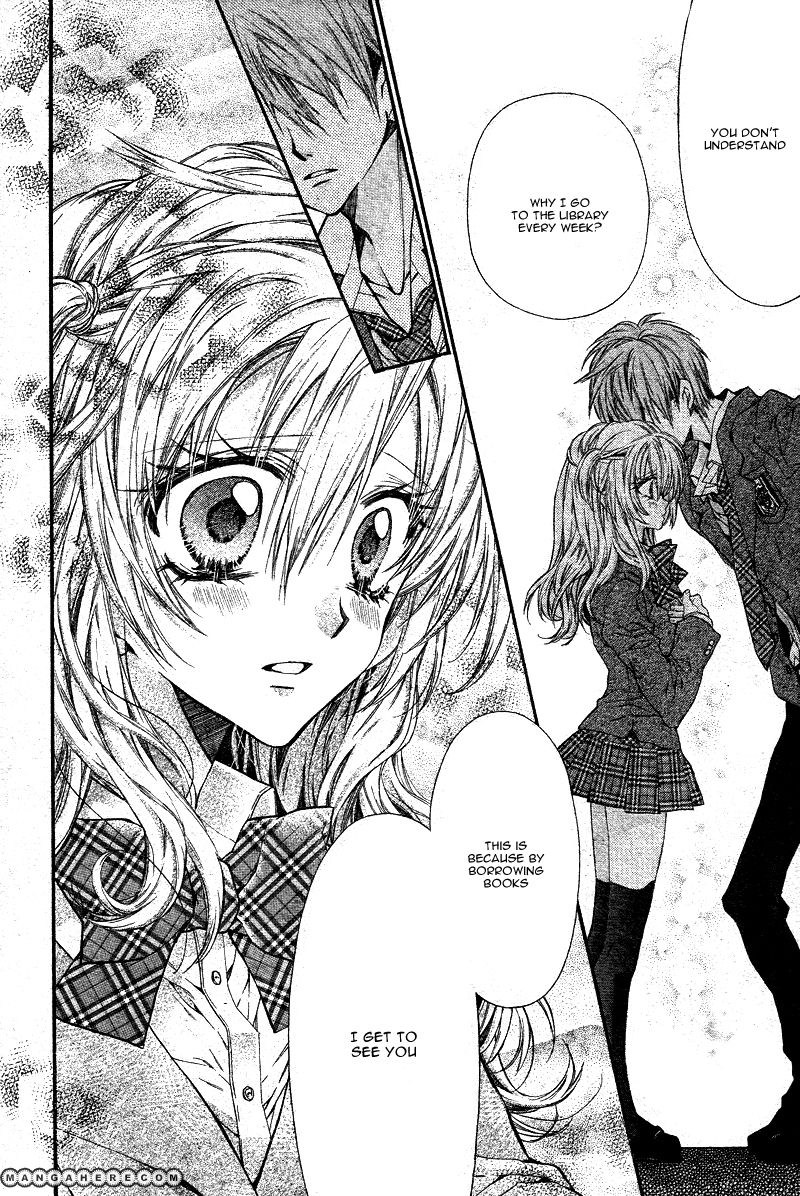 YOU DON'T
UNDERSTAND
WHY I GO
TO THE LIBRARY
EVERY WEEK?
THIS IS
BECAUSE BY
BORROWING
BOOKS
I GET TO
SEE YOU
MANGAHERE.COM